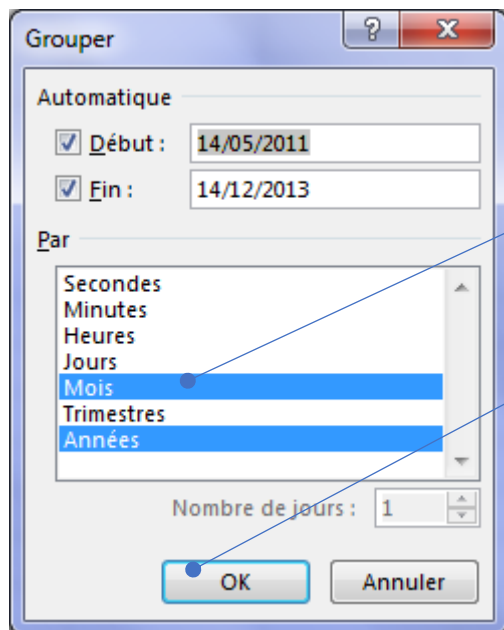 Grouper
Automatique
Début : 14/05/2011
Fin : 14/12/2013
Par
Secondes
Minutes
Heures
Jours
Mois
Trimestres
Années
Nombre de jours : 1
OK Annuler